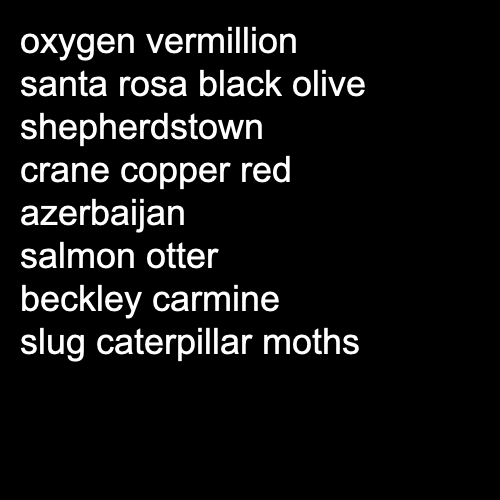 oxygen vermillion
santa rosa black olive
shepherdstown
crane copper red
azerbaijan
salmon otter
beckley carmine
slug caterpillar moths